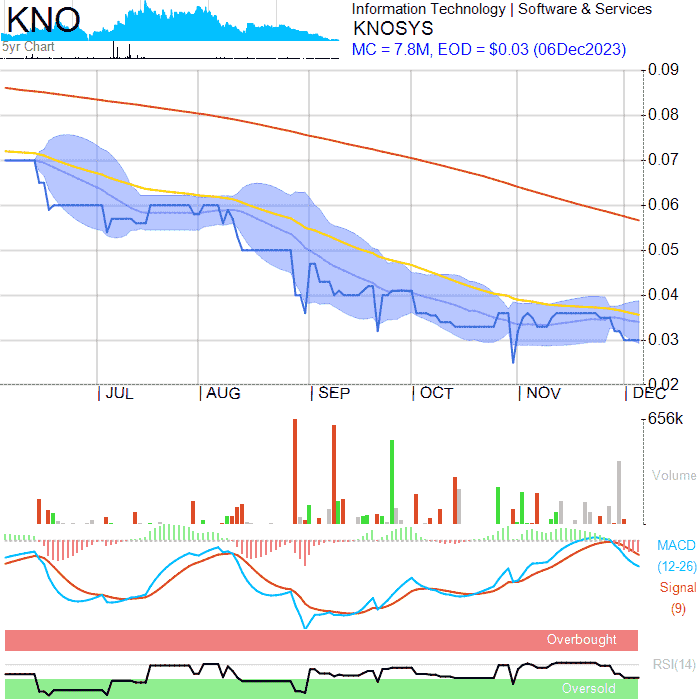 KNO
5yr Chart
Information Technology | Software & Services
KNOSYS
MC = 7.8M, EOD = $0.03 (06Dec2023)
0.09
0.08
0.07
0.06
0.05
0.04
0.03
0.02
JUL AUG SEP OCT NOV DEC
656k
Volume
MACD
(12-26)
Signal
(9)
Overbought
RSI(14)
Oversold